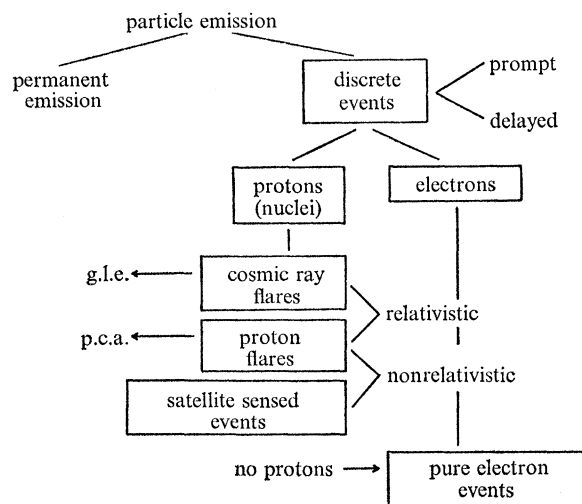 particle emission
permanent
emission
discrete
events
prompt
delayed
protons
(nuclei)
electrons
g.l.e.
cosmic ray
flares
relativistic
p.c.a.
proton
flares
nonrelativistic
satellite sensed
events
no protons
pure electron
events